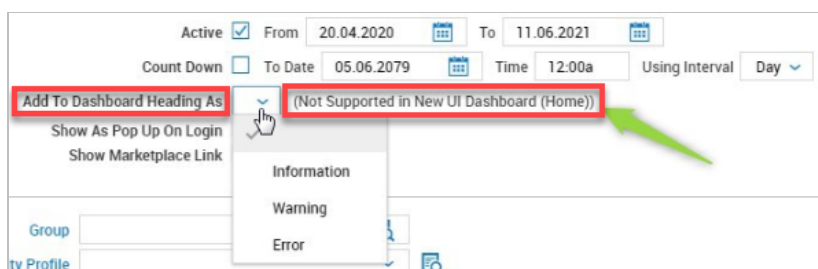 Active From 20.04.2020 To 11.06.2021
Count Down To Date 05.06.2079 Time 12:00a Using Interval Day
Add To Dashboard Heading As (Not Supported in New UI Dashboard (Home))
Show As Pop Up On Login
Show Marketplace Link
Information
Warning
Group
Error
ty Profile